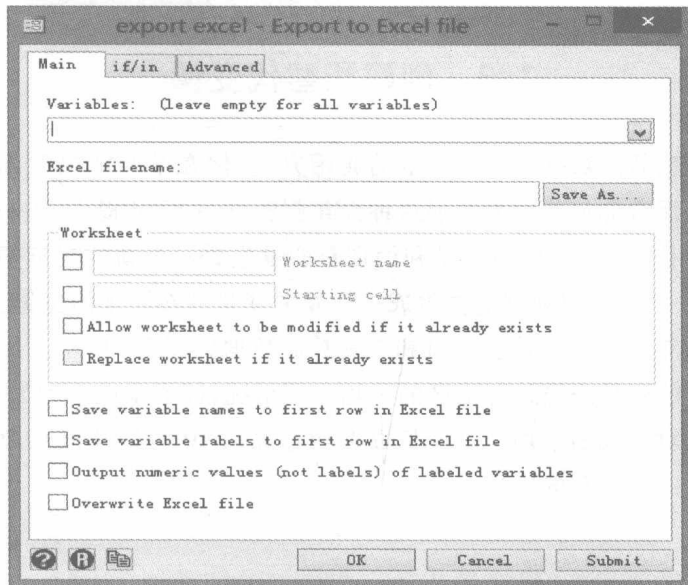 export excel - Export to Excel file
Main if/in Advanced
Variables: (leave empty for all variables)
Excel filename:
Save As...
Worksheet
Worksheet name
Starting cell
Allow worksheet to be modified if it already exists
Replace worksheet if it already exists
Save variable names to first row in Excel file
Save variable labels to first row in Excel file
Output numeric values (not labels) of labeled variables
Overwrite Excel file
? R OK Cancel Submit